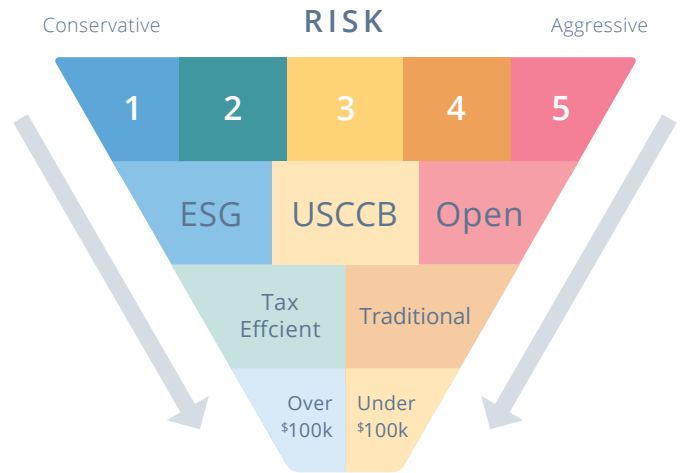 Conservative
RISK
Aggressive
1
2
3
4
5
ESG
USCCB
Open
Tax
Effcient
Traditional
Over
$100k
Under
$100k